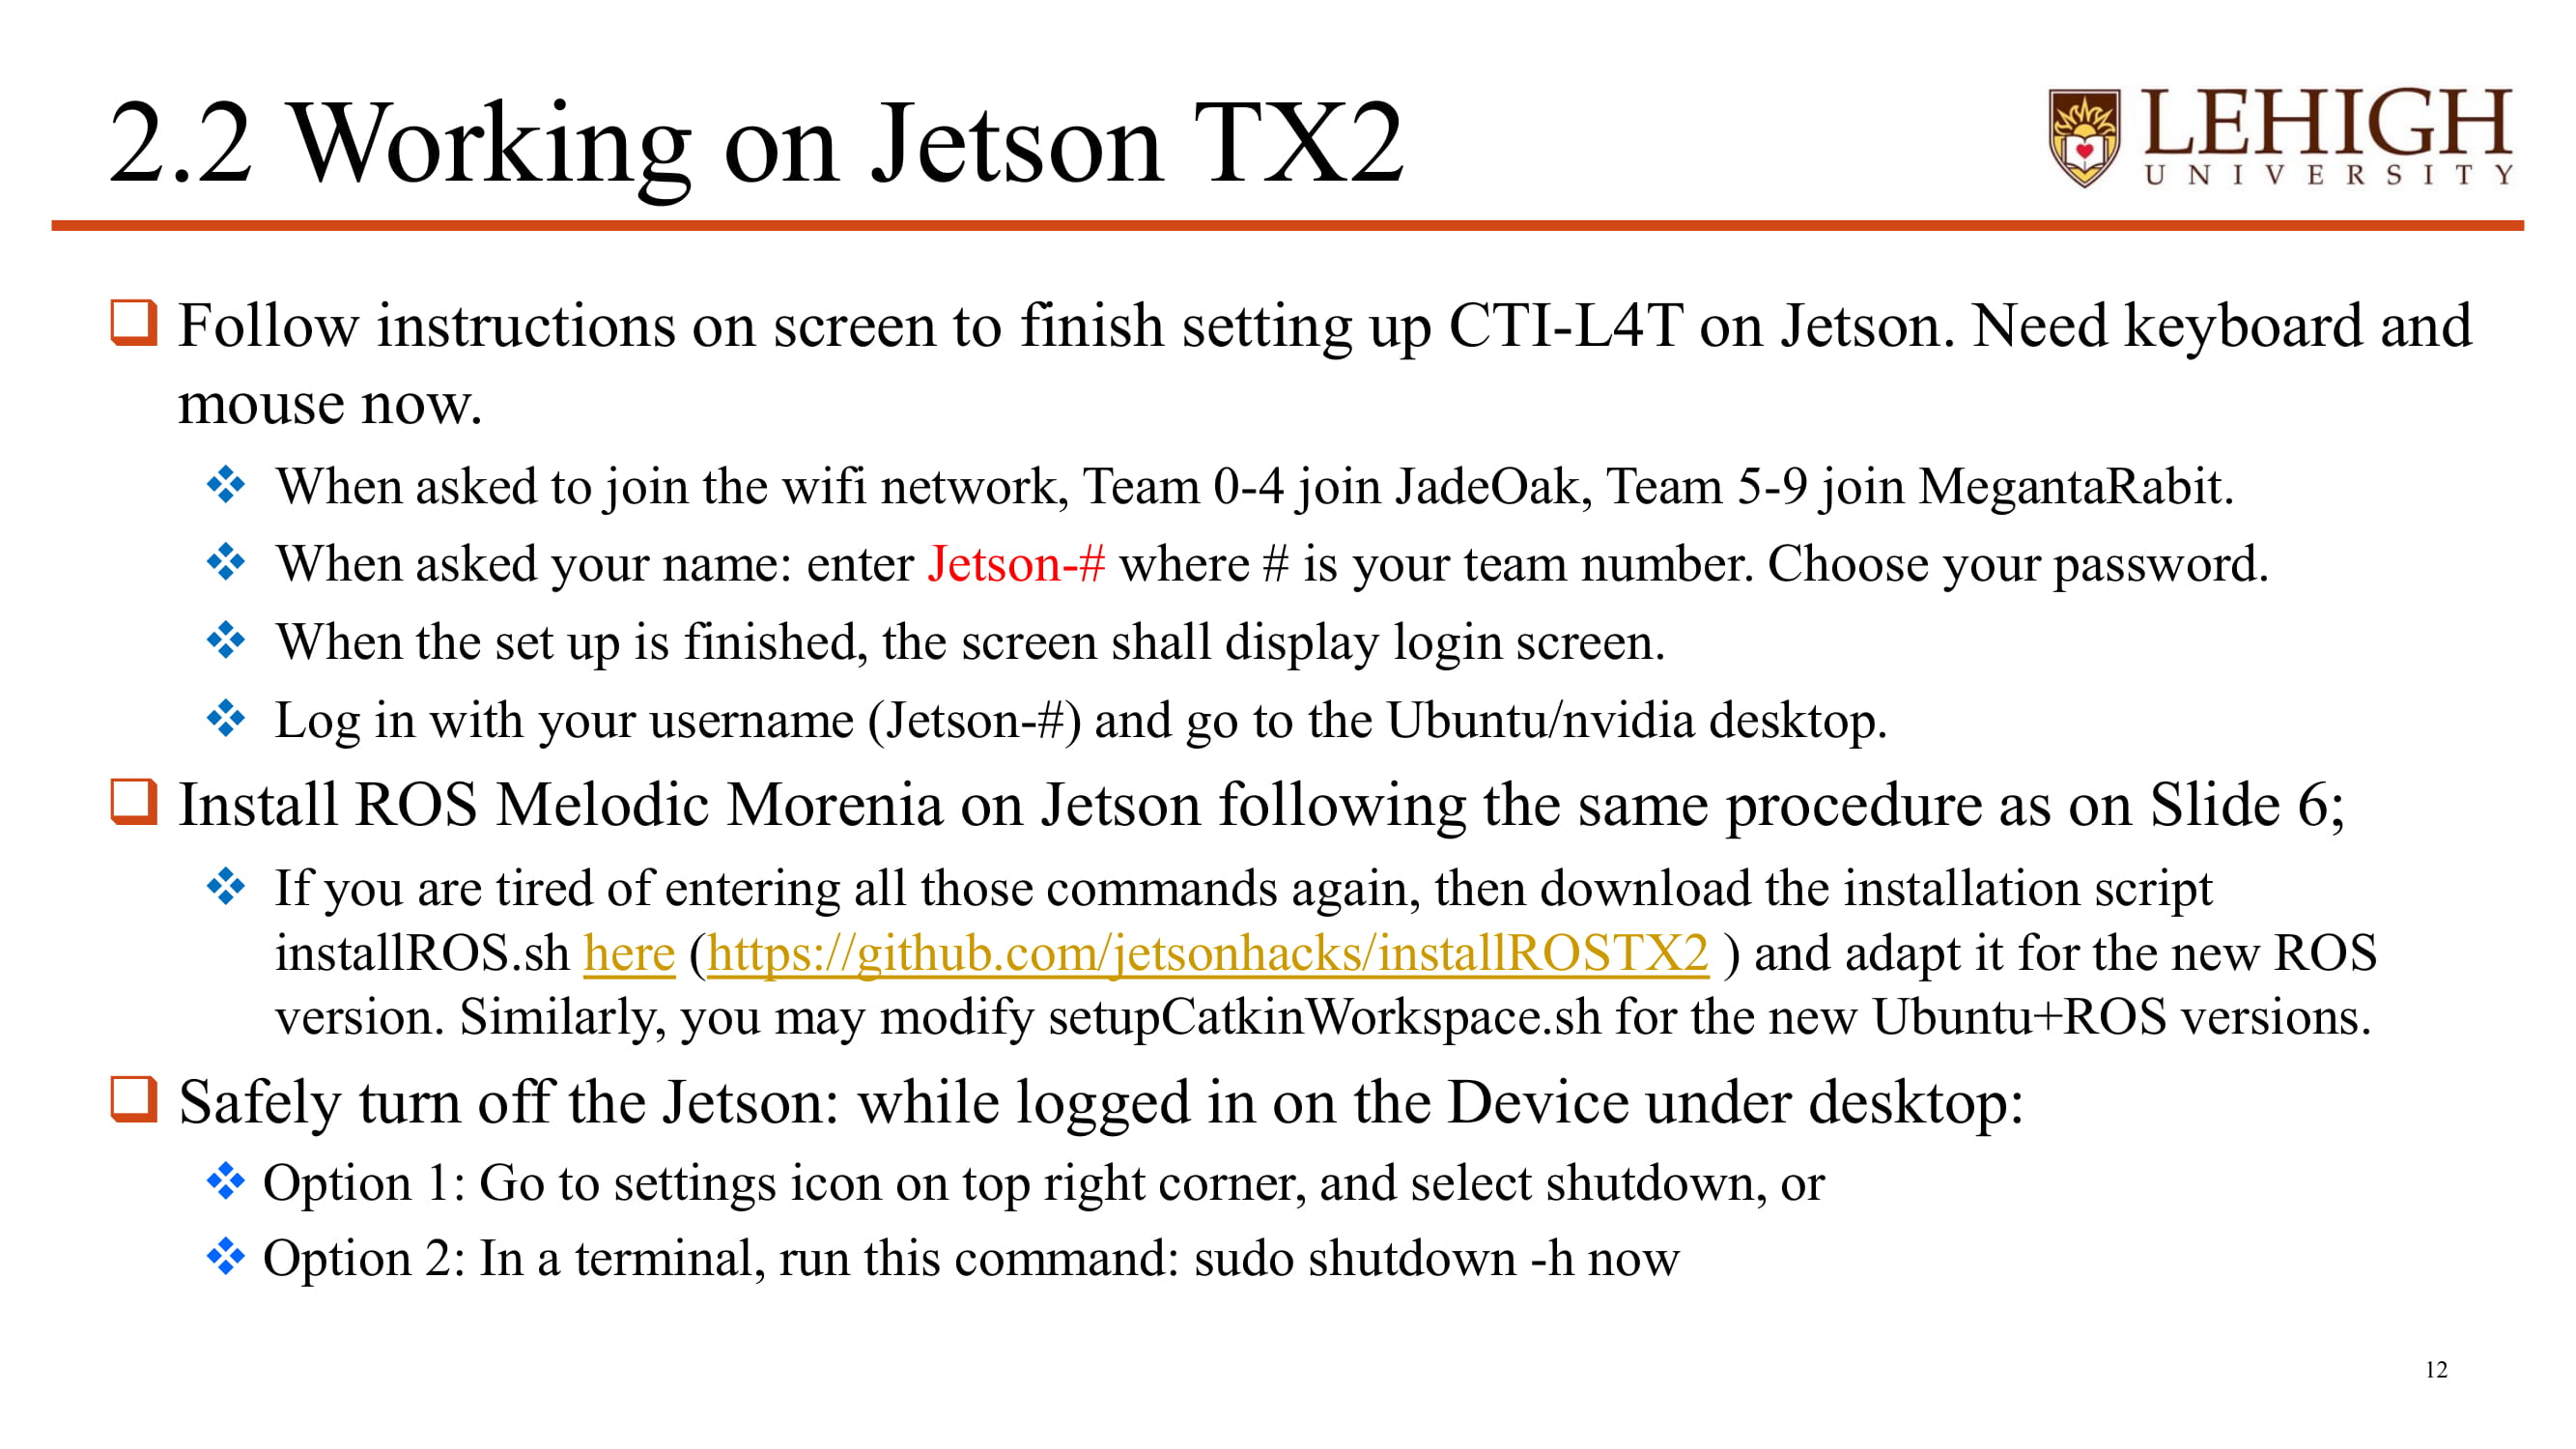 2.2 Working on Jetson TX2
LEHIGH
UNIVERSITY
Follow instructions on screen to finish setting up CTI-L4T on Jetson. Need keyboard and
mouse now.
When asked to join the wifi network, Team 0-4 join JadeOak, Team 5-9 join MegantaRabit.
When asked your name: enter Jetson-# where # is your team number. Choose your password.
When the set up is finished, the screen shall display login screen.
Log in with your username (Jetson-#) and go to the Ubuntu/nvidia desktop.
Install ROS Melodic Morenia on Jetson following the same procedure as on Slide 6;
If you are tired of entering all those commands again, then download the installation script
installROS.sh here (https://github.com/jetsonhacks/installROSTX2 ) and adapt it for the new ROS
version. Similarly, you may modify setupCatkinWorkspace.sh for the new Ubuntu+ROS versions.
Safely turn off the Jetson: while logged in on the Device under desktop:
Option 1: Go to settings icon on top right corner, and select shutdown, or
Option 2: In a terminal, run this command: sudo shutdown -h now
12